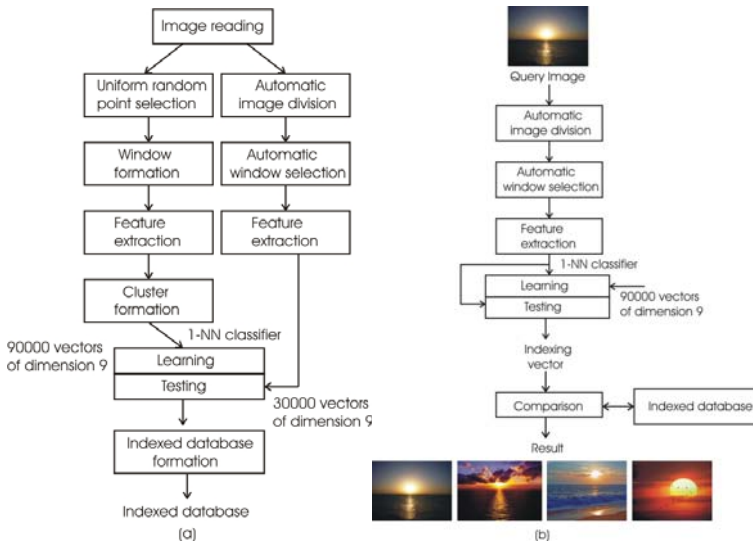 Image reading
Uniform random
point selection
Automatic
image division
Window
formation
Automatic
window selection
Feature
extraction
Feature
extraction
Cluster
formation
1-NN classifier
90000 vectors
of dimension 9
Learning
Testing
30000 vectors
of dimension 9
Indexed database
formation
Indexed database
(a)
Query Image
Automatic
image division
Automatic
window selection
Feature
extraction
1-NN classifier
Learning
Testing
90000 vectors
of dimension 9
Indexing
vector
Comparison
Indexed database
Result
(b)